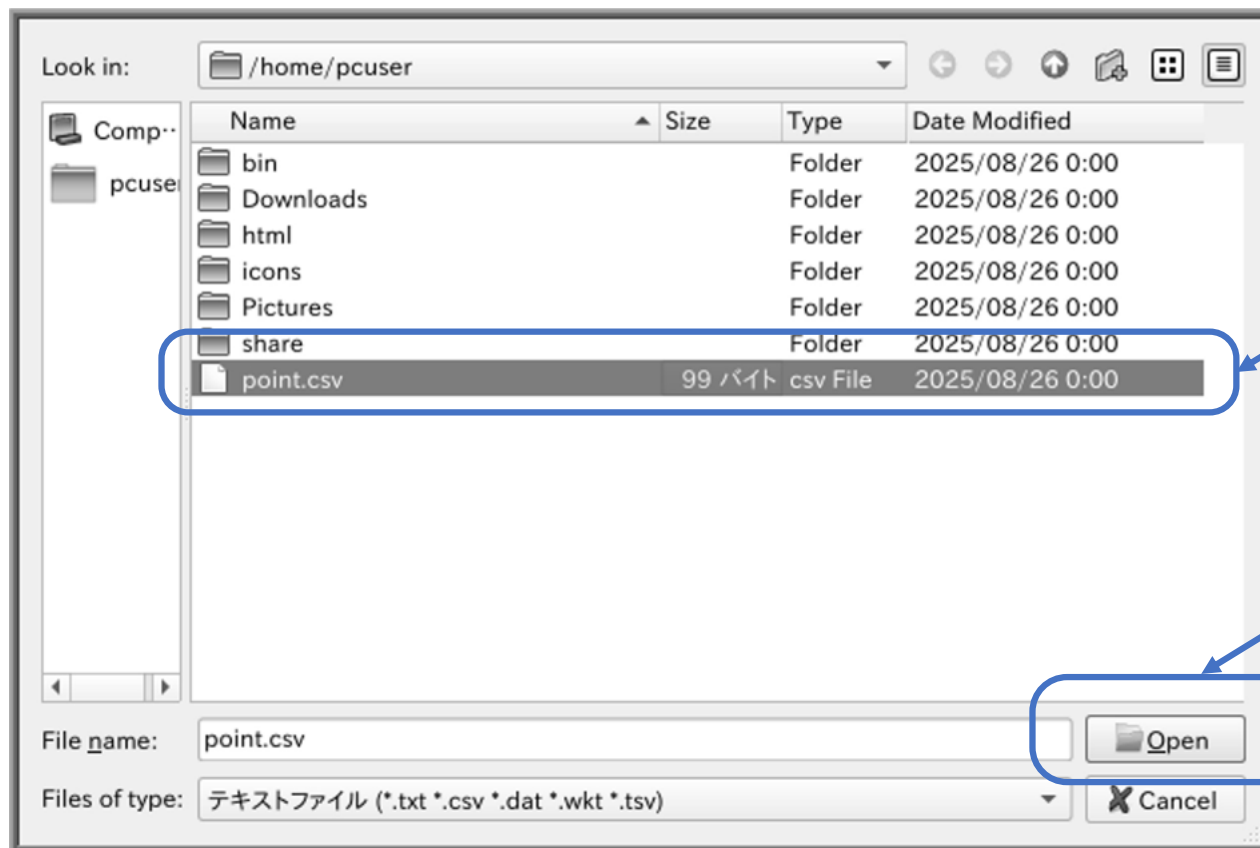 Look in: /home/pcuser
Comp··
pcuser
Name Size Type Date Modified
bin Folder 2025/08/26 0:00
Downloads Folder 2025/08/26 0:00
html Folder 2025/08/26 0:00
icons Folder 2025/08/26 0:00
Pictures Folder 2025/08/26 0:00
share Folder 2025/08/26 0:00
point.csv 99 バイト csv File 2025/08/26 0:00
File name: point.csv Open
Files of type: テキストファイル (*.txt *.csv *.dat *.wkt *.tsv) Cancel